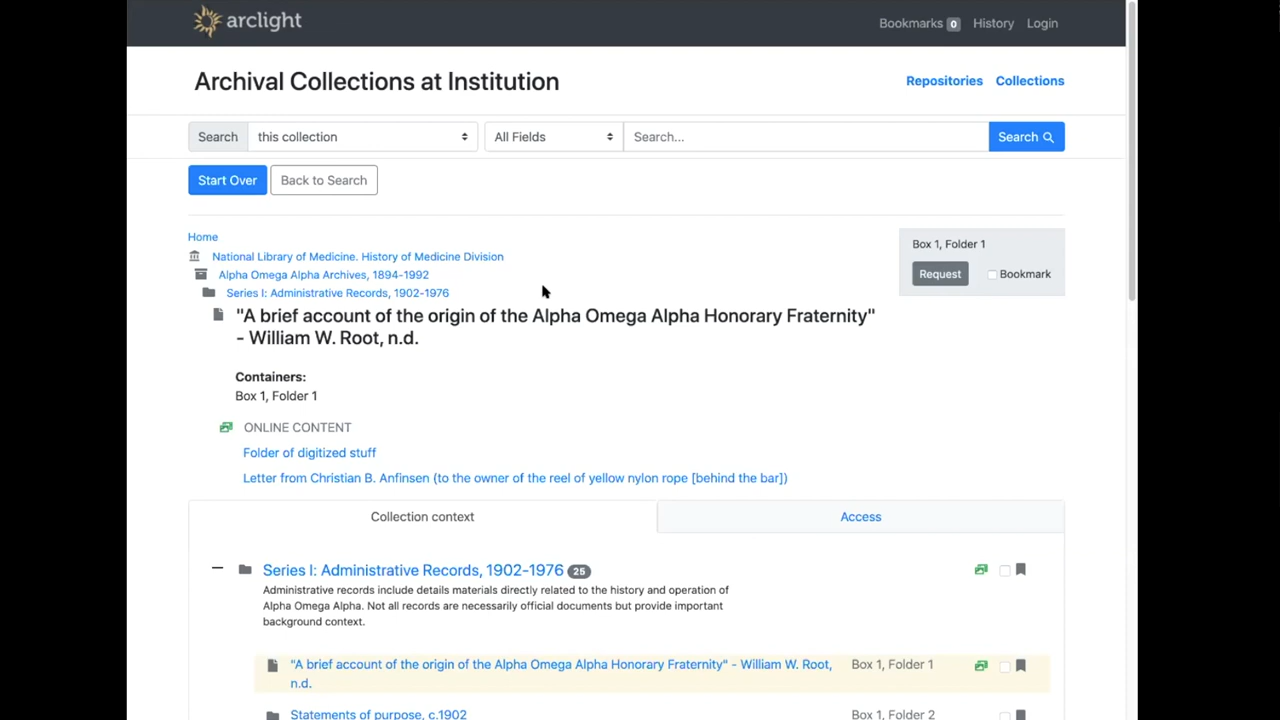 arclight
Bookmarks 0 History Login
Archival Collections at Institution
Repositories Collections
Search this collection All Fields Search... Search
Start Over Back to Search
Home
National Library of Medicine. History of Medicine Division
Alpha Omega Alpha Archives, 1894-1992
Series I: Administrative Records, 1902-1976
Box 1, Folder 1
Request Bookmark
"A brief account of the origin of the Alpha Omega Alpha Honorary Fraternity"
- William W. Root, n.d.
Containers:
Box 1, Folder 1
ONLINE CONTENT
Folder of digitized stuff
Letter from Christian B. Anfinsen (to the owner of the reel of yellow nylon rope [behind the bar])
Collection context Access
Series I: Administrative Records, 1902-1976 25
Administrative records include details materials directly related to the history and operation of
Alpha Omega Alpha. Not all records are necessarily official documents but provide important
background context.
"A brief account of the origin of the Alpha Omega Alpha Honorary Fraternity" - William W. Root, Box 1, Folder 1
n.d.
Statements of purpose, c.1902 Box 1, Folder 2